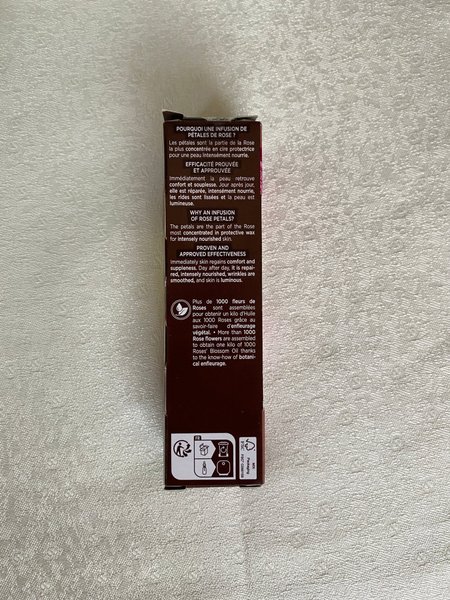 POURQUOI UNE INFUSION DE
PÉTALES DE ROSE ?
Les pétales sont la partie de la Rose
la plus concentrée en cire protectrice
pour une peau intensément nourrie.
EFFICACITÉ PROUVÉE
ET APPROUVÉE
Immédiatement la peau retrouve
confort et souplesse. Jour après jour,
elle est réparée, intensément nourrie,
les rides sont lissées et la peau est
lumineuse.
WHY AN INFUSION
OF ROSE PETALS?
The petals are the part of the Rose
most concentrated in protective wax
for intensely nourished skin.
PROVEN AND
APPROVED EFFECTIVENESS
Immediately skin regains comfort and
suppleness. Day after day, it is repai-
red, intensely nourished, wrinkles are
smoothed, and skin is luminous.
Plus de 1000 fleurs de
Roses sont assemblées
pour obtenir un kilo d'Huile
aux 1000 Roses grâce au
savoir-faire d'enfleurage
végétal. • More than 1000
Rose flowers are assembled
to obtain one kilo of 1000
Roses' Blossom Oil thanks
to the know-how of botani-
cal enfleurage.
FR
MIX
Packaging